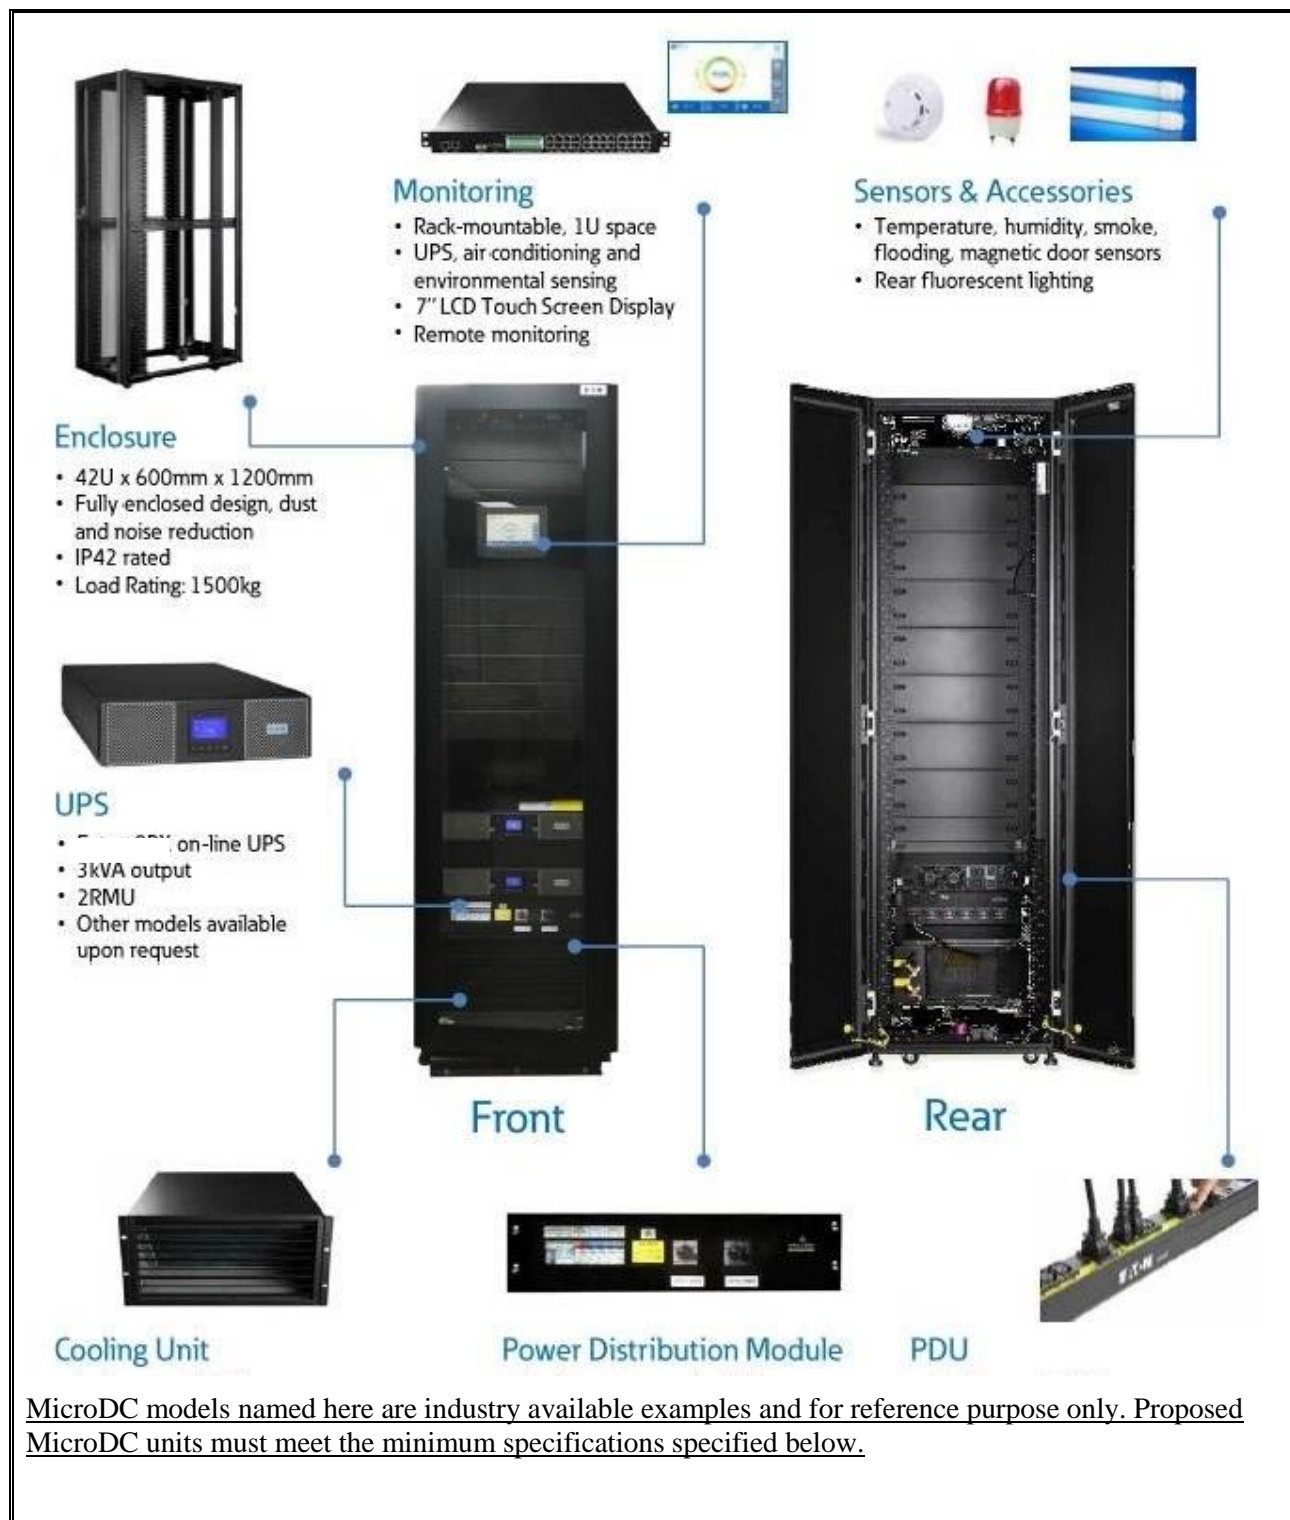 Monitoring
• Rack-mountable, 1U space
• UPS, air conditioning and
environmental sensing
• 7" LCD Touch Screen Display
• Remote monitoring
Sensors & Accessories
• Temperature, humidity, smoke,
flooding, magnetic door sensors
• Rear fluorescent lighting
Enclosure
• 42U x 600mm x 1200mm
• Fully enclosed design, dust
and noise reduction
• IP42 rated
• Load Rating: 1500kg
UPS
• on-line UPS
• 3kVA output
• 2RMU
• Other models available
upon request
Front
Rear
EATON
Cooling Unit
Power Distribution Module
PDU
MicroDC models named here are industry available examples and for reference purpose only. Proposed
MicroDC units must meet the minimum specifications specified below.